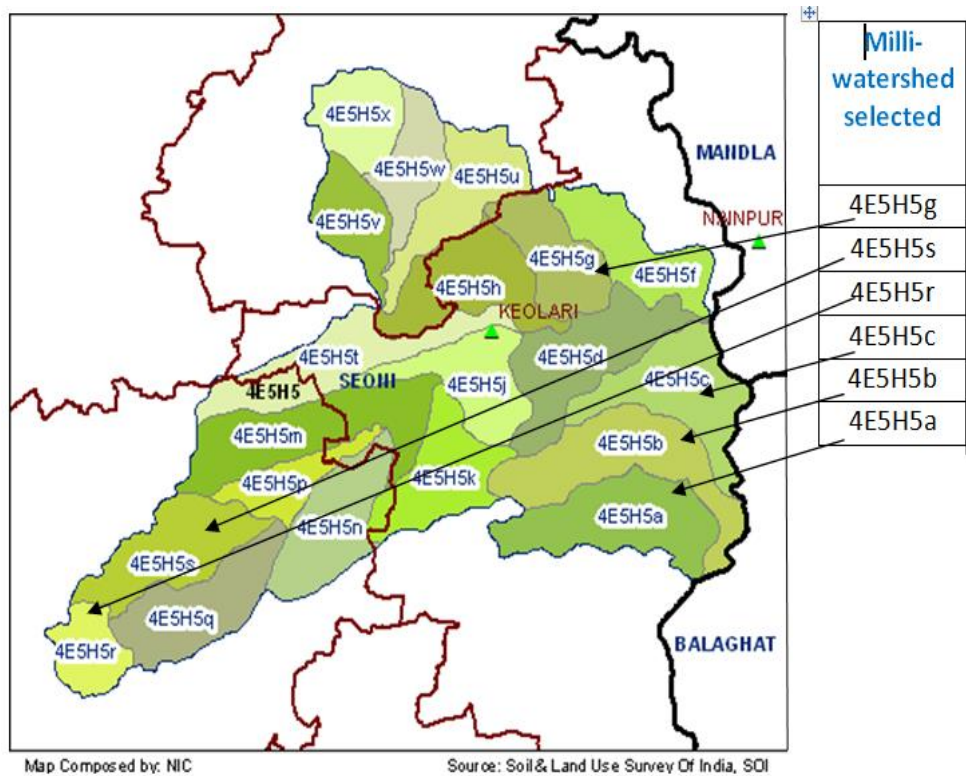 Milli-
watershed
selected
4E5H5x
4E5H5w
4E5H5u
MANDLA
4E5H5v
4E5H5g
NAINPUR
4E5H5g
4E5H5f
4E5H5s
4E5H5h
4E5H5r
KEOLARI
4E5H5t
4E5H5d
4E5H5c
SEONI
4E5H5
4E5H5j
4E5H5c
4E5H5b
4E5H5m
4E5H5b
4E5H5a
4E5H5p
4E5H5k
4E5H5n
4E5H5a
4E5H5s
4E5H5q
BALAGHAT
4E5H5r
Map Composed by: NIC
Source: Soil & Land Use Survey Of India, SOI